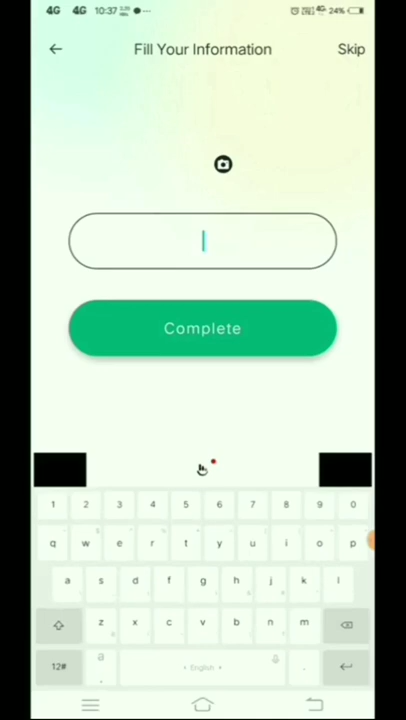 4G 4G 10:37 24%
Fill Your Information
Skip
Complete
1 2 3 4 5 6 7 8 9 0
q w e r t y u i o p
a s d f g h j k l
z x c v b n m
12# , English .